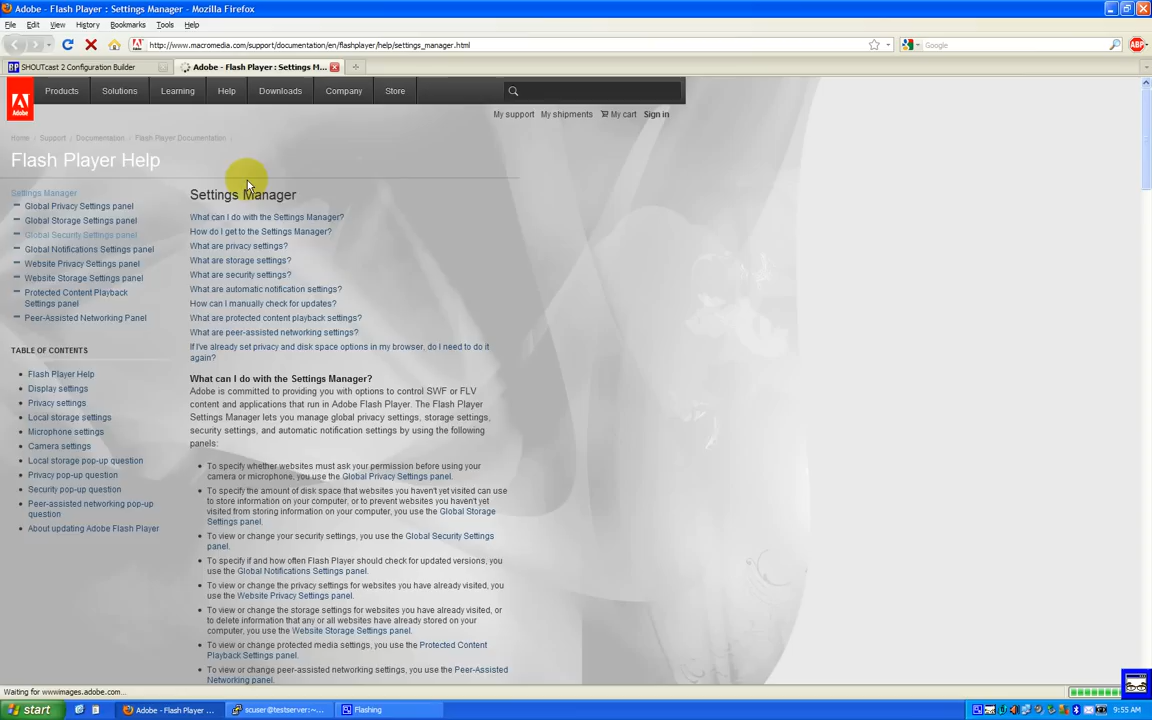 Adobe - Flash Player : Settings Manager - Mozilla Firefox
File Edit View History Bookmarks Tools Help
http://www.macromedia.com/support/documentation/en/flashplayer/help/settings_manager.html
Google
ABP
SHOUTcast 2 Configuration Builder
Adobe - Flash Player : Settings M...
Products Solutions Learning Help Downloads Company Store
My support My shipments My cart Sign in
Home Support Documentation Flash Player Documentation
Flash Player Help
Settings Manager
Global Privacy Settings panel
Global Storage Settings panel
Global Security Settings panel
Global Notifications Settings panel
Website Privacy Settings panel
Website Storage Settings panel
Protected Content Playback
Settings panel
Peer-Assisted Networking Panel
TABLE OF CONTENTS
Flash Player Help
Display settings
Privacy settings
Local storage settings
Microphone settings
Camera settings
Local storage pop-up question
Privacy pop-up question
Security pop-up question
Peer-assisted networking pop-up
question
About updating Adobe Flash Player
Settings Manager
What can I do with the Settings Manager?
How do I get to the Settings Manager?
What are privacy settings?
What are storage settings?
What are security settings?
What are automatic notification settings?
How can I manually check for updates?
What are protected content playback settings?
What are peer-assisted networking settings?
If I've already set privacy and disk space options in my browser, do I need to do it
again?
What can I do with the Settings Manager?
Adobe is committed to providing you with options to control SWF or FLV
content and applications that run in Adobe Flash Player. The Flash Player
Settings Manager lets you manage global privacy settings, storage settings,
security settings, and automatic notification settings by using the following
panels:
To specify whether websites must ask your permission before using your
camera or microphone, you use the Global Privacy Settings panel.
To specify the amount of disk space that websites you haven't yet visited can use
to store information on your computer, or to prevent websites you haven't yet
visited from storing information on your computer, you use the Global Storage
Settings panel.
To view or change your security settings, you use the Global Security Settings
panel.
To specify if and how often Flash Player should check for updated versions, you
use the Global Notifications Settings panel.
To view or change the privacy settings for websites you have already visited, you
use the Website Privacy Settings panel.
To view or change the storage settings for websites you have already visited, or
to delete information that any or all websites have already stored on your
computer, you use the Website Storage Settings panel.
To view or change protected media settings, you use the Protected Content
Playback Settings panel.
To view or change peer-assisted networking settings, you use the Peer-Assisted
Networking panel.
Waiting for wwwimages.adobe.com...
start
Adobe - Flash Player ...
scuser@testserver:~...
Flashing
9:55 AM